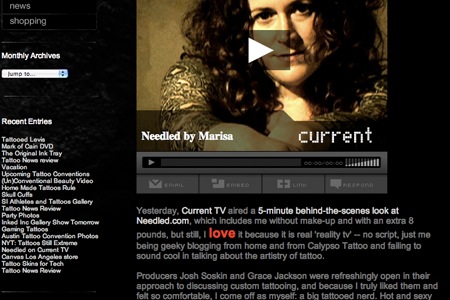 news
shopping
Monthly Archives
jump to...
Recent Entries
Tattooed Levis
Mark of Cain DVD
The Original Ink Tray
Tattoo News review
Vacation
Upcoming Tattoo Conventions
(Un)Conventional Beauty Video
Home Made Tattoos Rule
Skull Cuffs
SI Athletes and Tattooes Gallery
Tattoo News Review
Party Photos
Inked Inc Gallery Show Tomorrow
Gaming Tattoos
Austin Tattoo Convention Photos
NYT: Tattoos Still Extreme
Needled on Current TV
Canvas Los Angeles store
Tattoo Skins for Tech
Tattoo News Review
Needled by Marisa
current
00:00:00/00:00
EMAIL EMBED LINK RESPOND
Yesterday, Current TV aired a 5-minute behind-the-scenes look at
Needled.com, which includes me without make-up and with an extra 8
pounds, but still, I love it because it is real 'reality tv' -- no script, just me
being geeky blogging from home and from Calypso Tattoo and failing to
sound cool in talking about the artistry of tattoo.
Producers Josh Soskin and Grace Jackson were refreshingly open in their
approach to discussing custom tattooing, and because I truly liked them and
felt so comfortable, I come off as myself: a big tattooed nerd. Hot and sexy